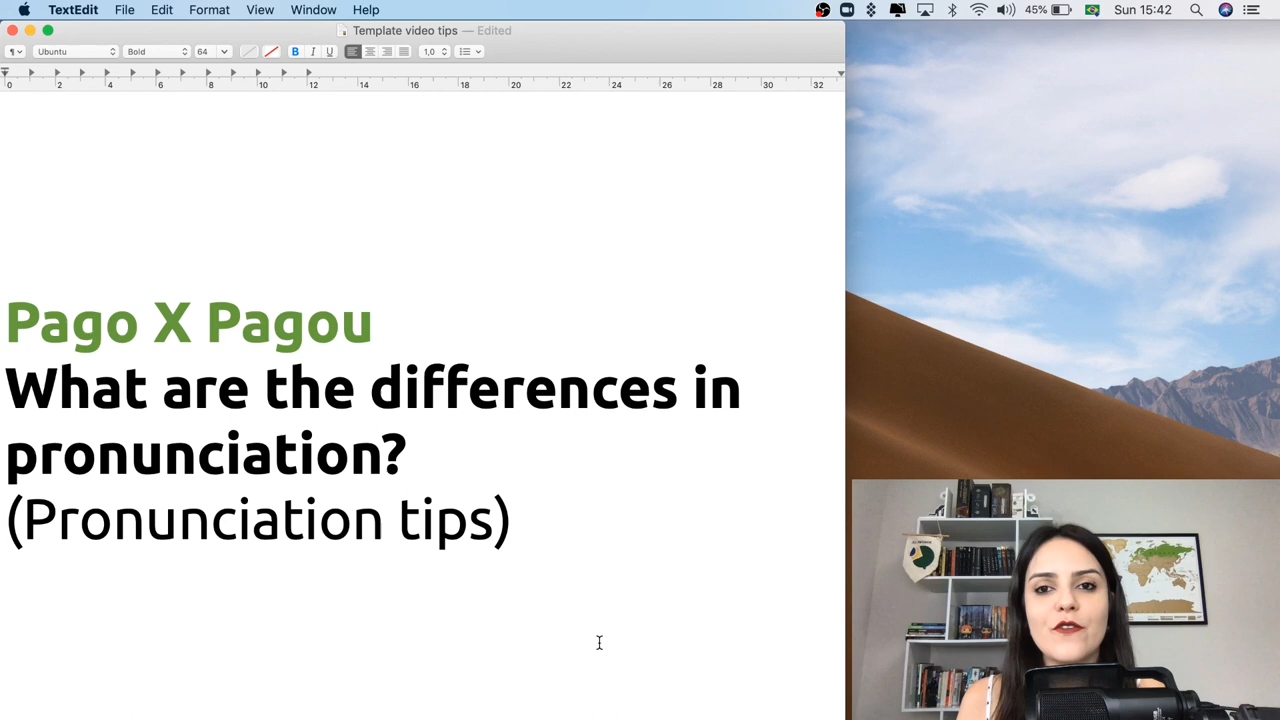 TextEdit File Edit Format View Window Help 45% Sun 15:42
Template video tips — Edited
Ubuntu Bold 64 B I U 1,0
0 2 4 6 8 10 12 14 16 18 20 22 24 26 28 30 32
Pago X Pagou
What are the differences in
pronunciation?
(Pronunciation tips)